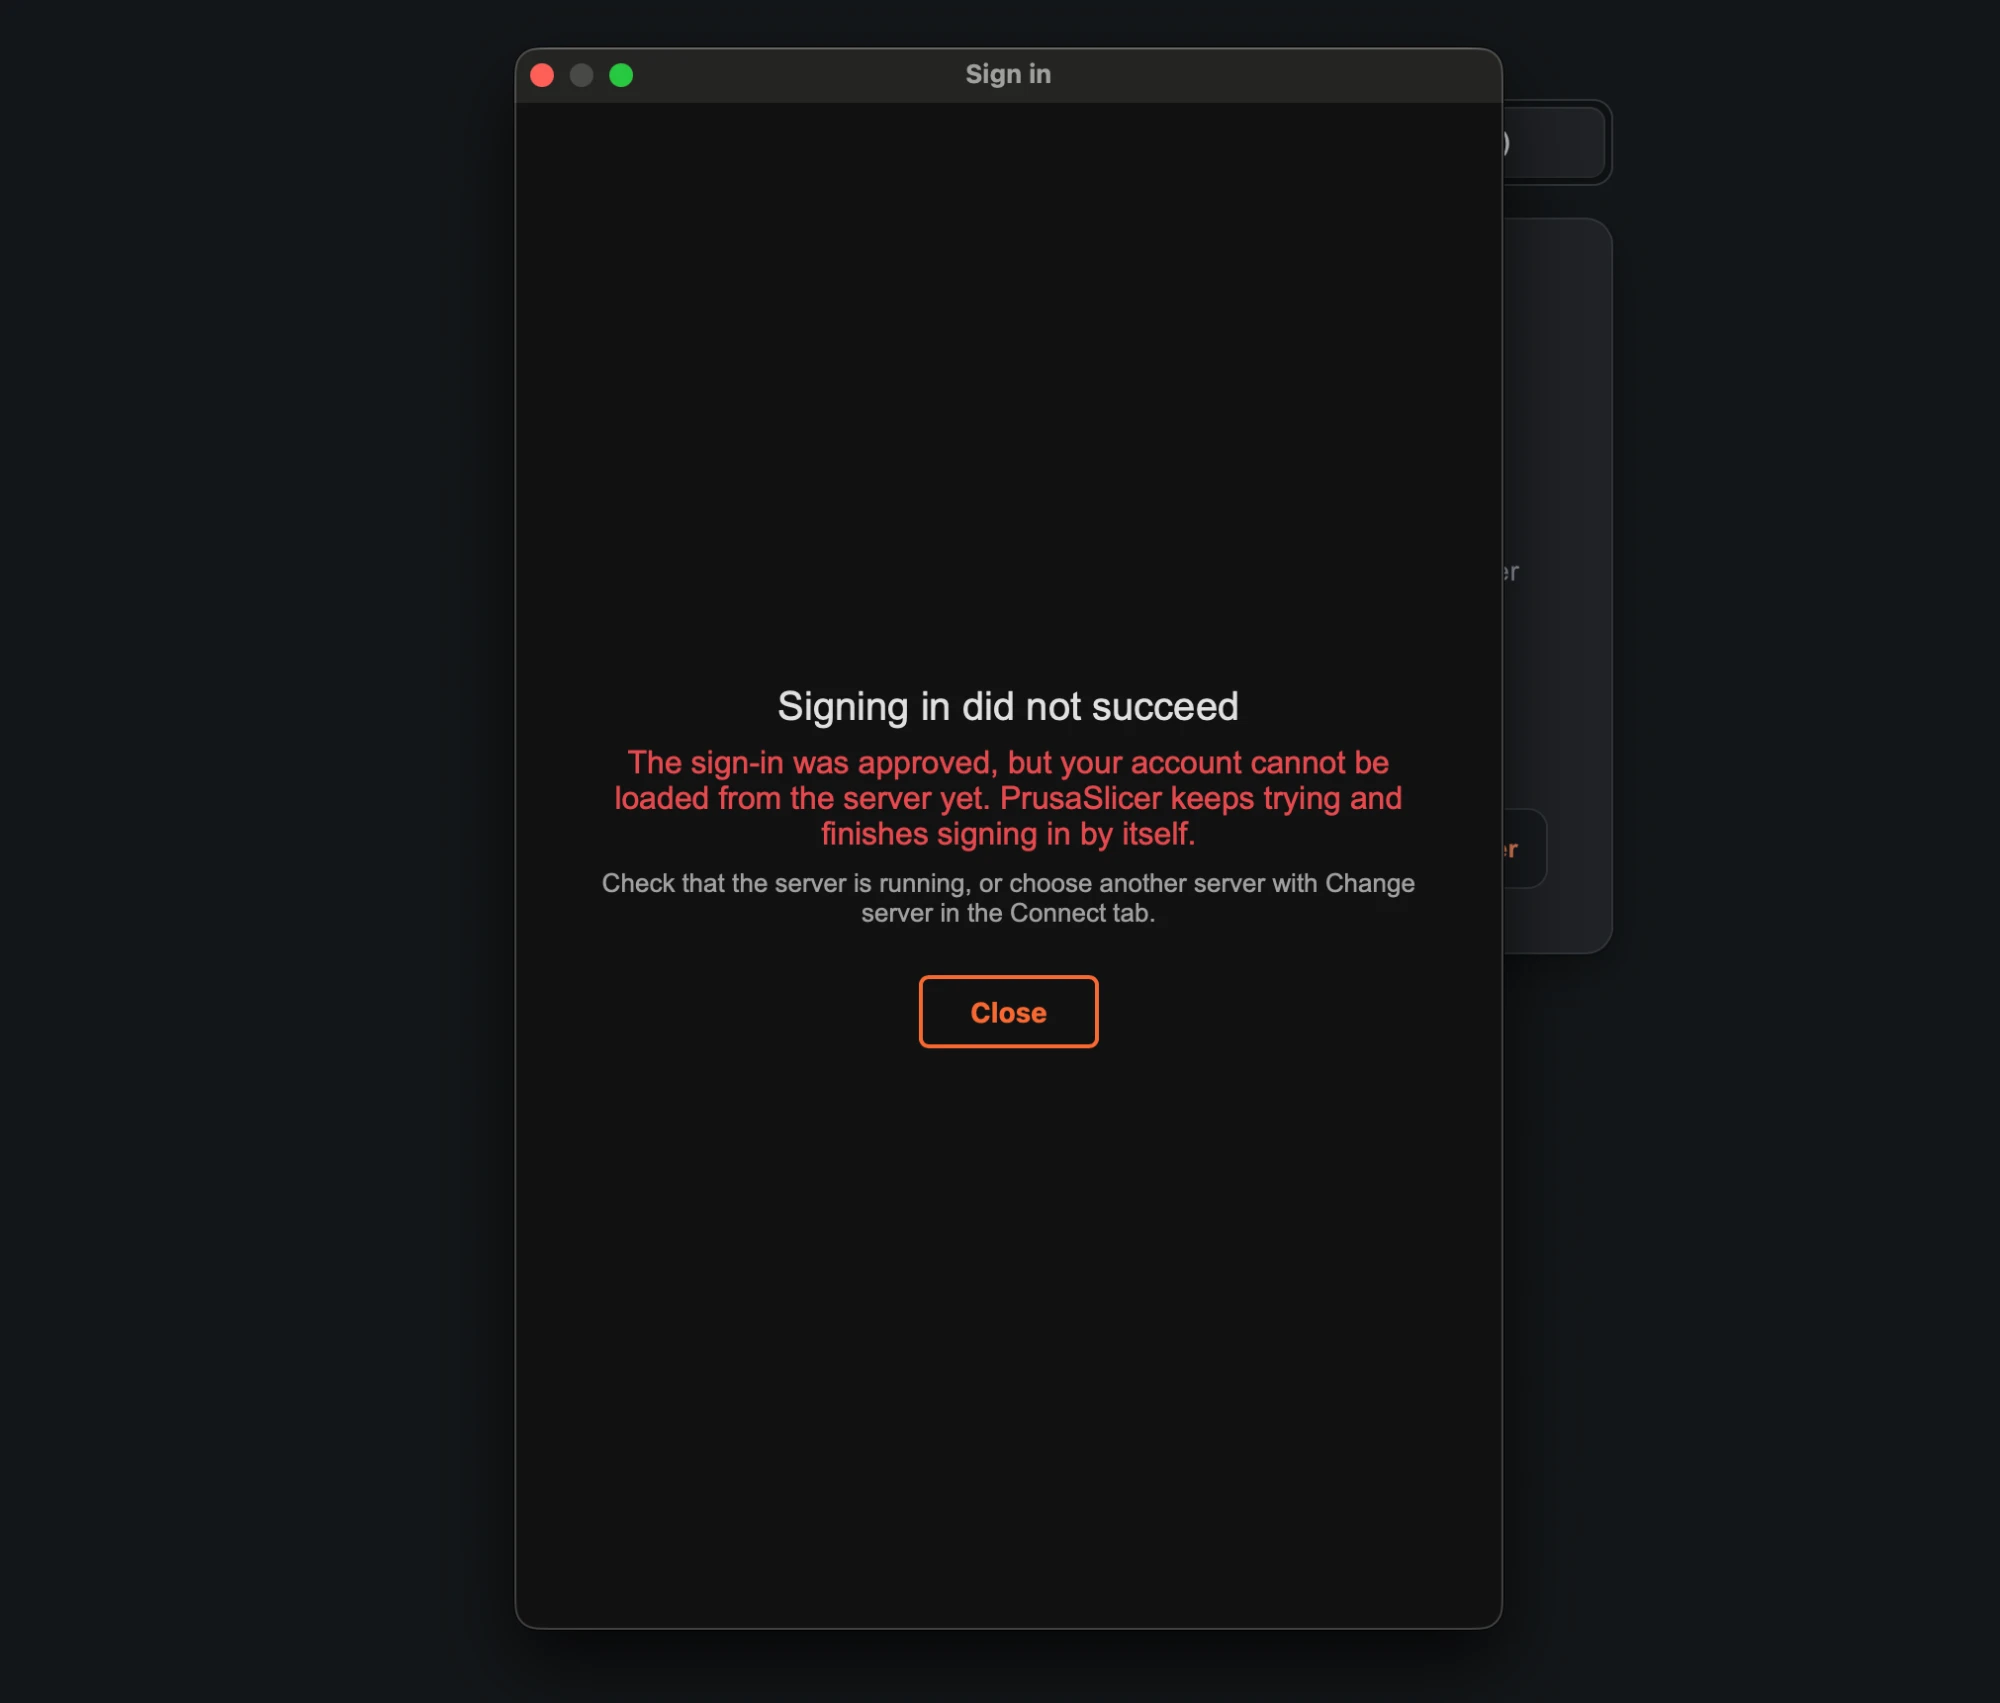 Sign in
)
er
Signing in did not succeed
The sign-in was approved, but your account cannot be
loaded from the server yet. PrusaSlicer keeps trying and
finishes signing in by itself.
er
Check that the server is running, or choose another server with Change
server in the Connect tab.
Close